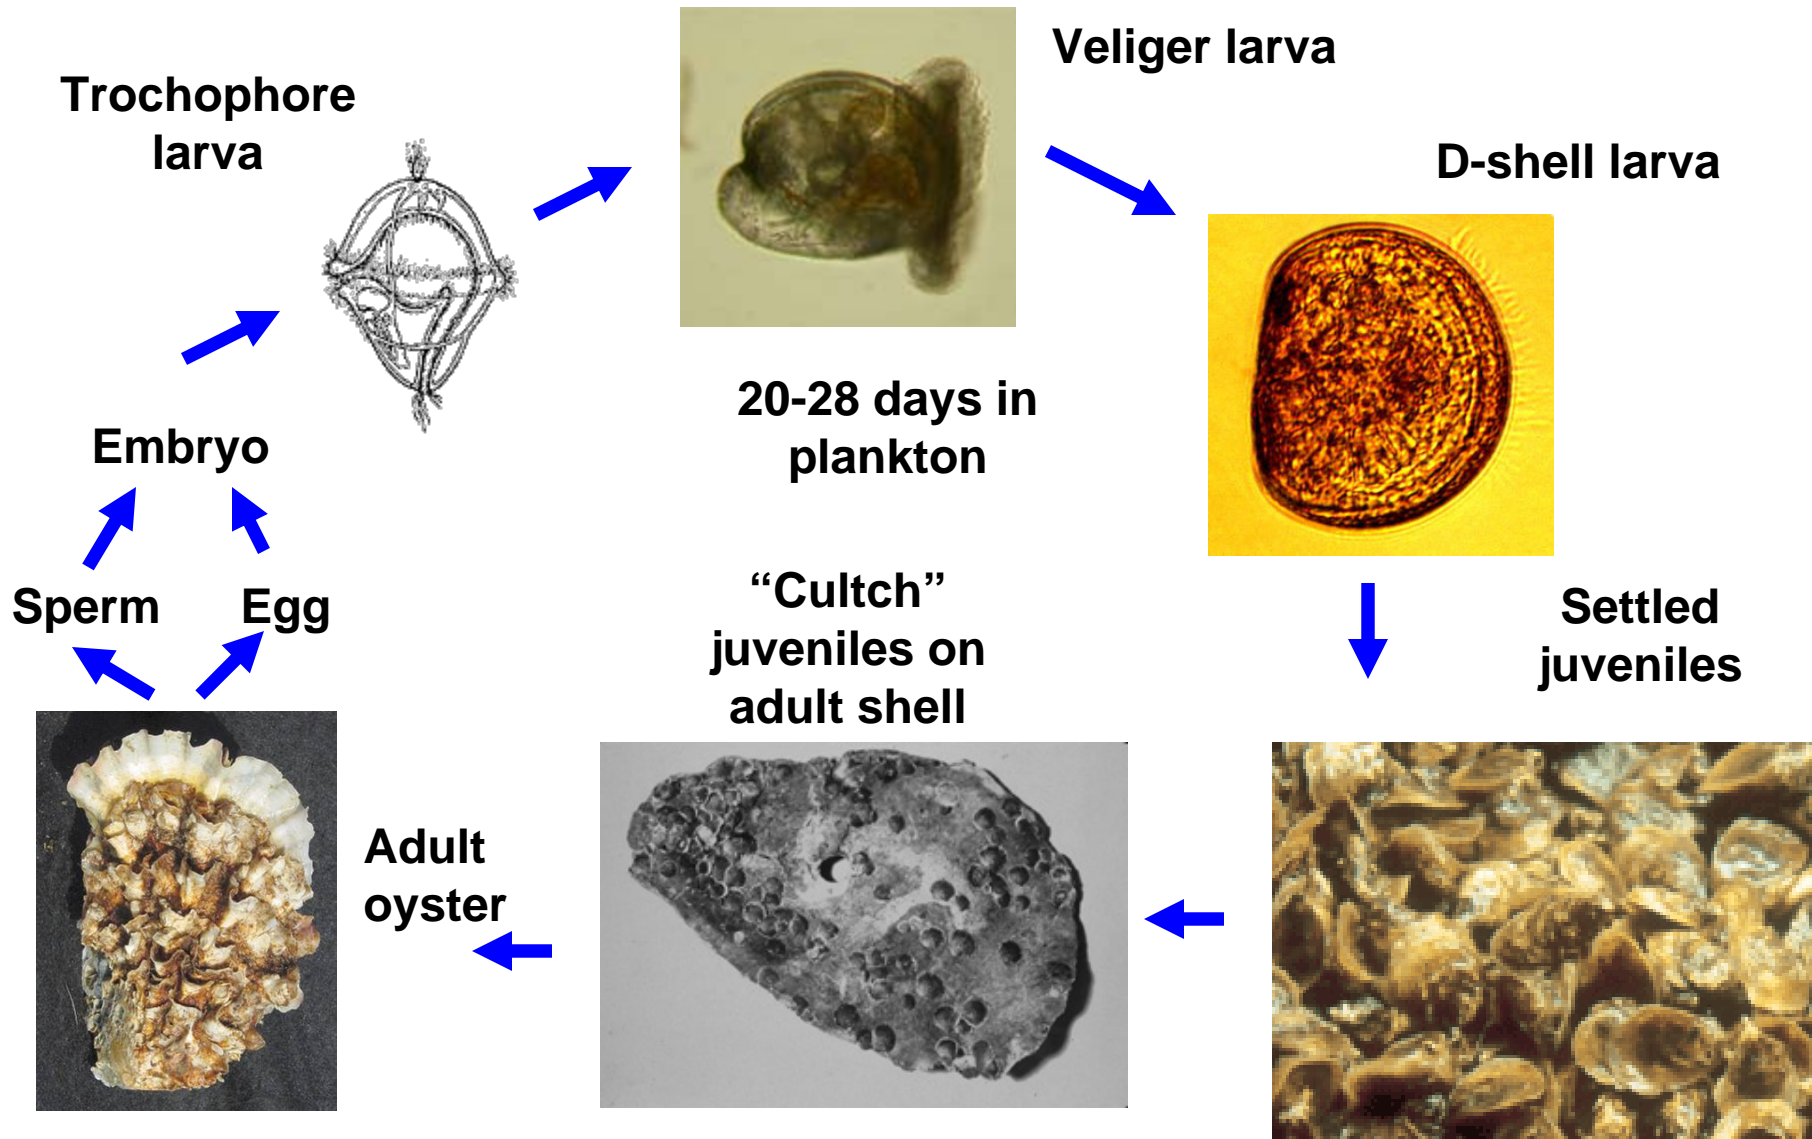 Trochophore
larva
Veliger larva
D-shell larva
20-28 days in
plankton
Embryo
Sperm
Egg
“Cultch”
juveniles on
adult shell
Settled
juveniles
Adult
oyster